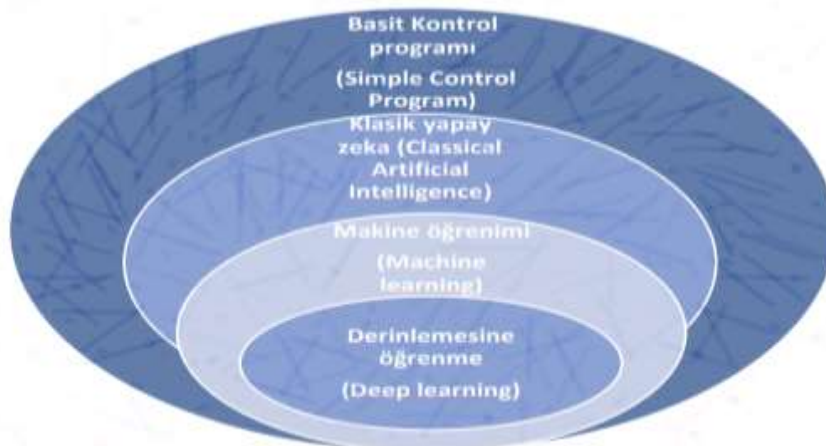 Basit Kontrol
programı
(Simple Control
Program)
Klasik yapay
zeka (Classical
Artificial
Intelligence)
Makine öğrenimi
(Machine
learning)
Derinlemesine
öğrenme
(Deep learning)